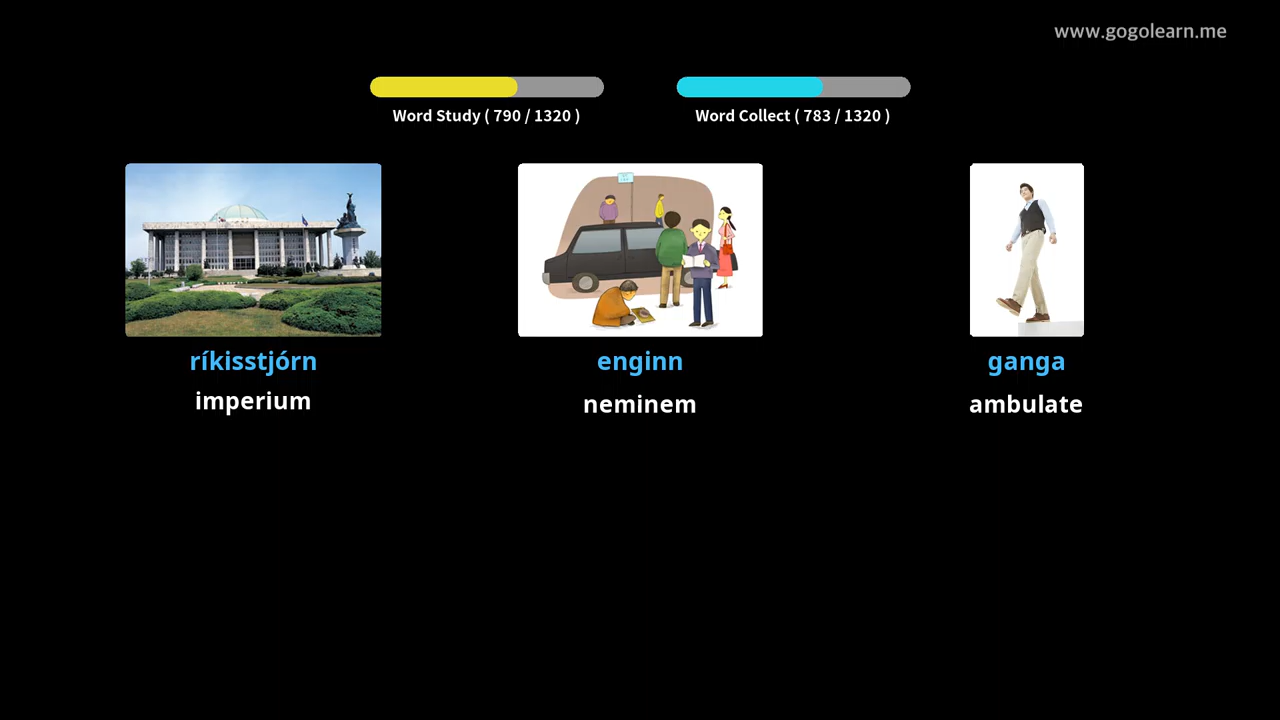 www.gogolearn.me
Word Study ( 790 / 1320 )
Word Collect ( 783 / 1320 )
ríkisstjórn
enginn
ganga
imperium
neminem
ambulate